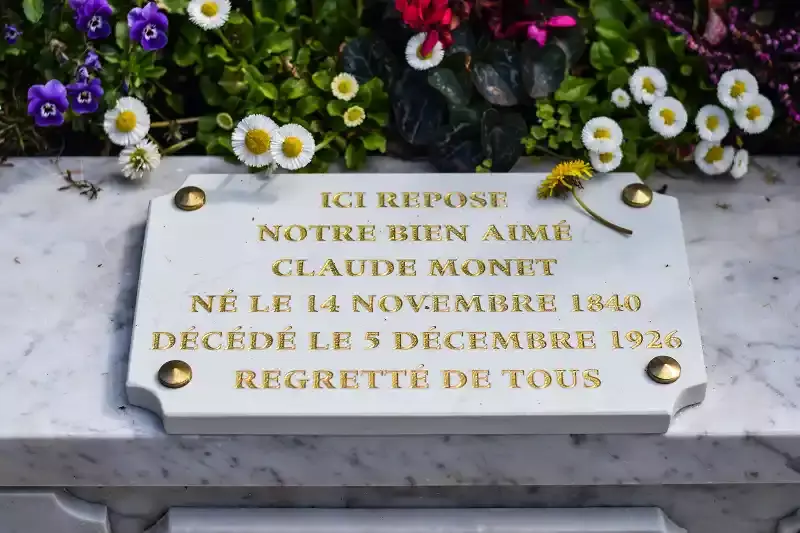 ICI REPOSE
NOTRE BIEN AIMÉ
CLAUDE MONET
NÉ LE 14 NOVEMBRE 1840
DÉCÉDÉ LE 5 DÉCEMBRE 1926
REGRETTÉ DE TOUS